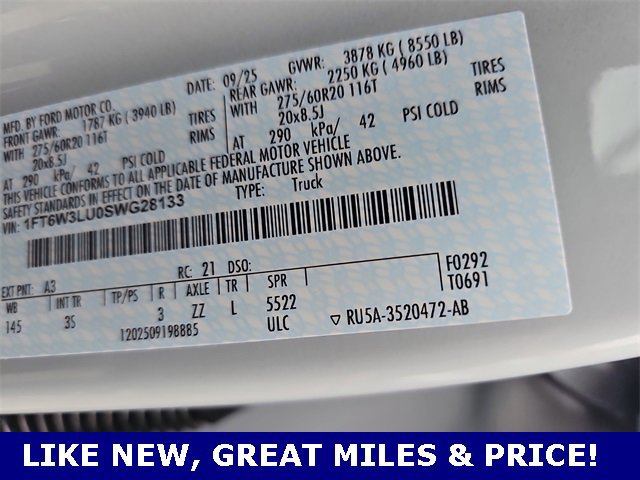 MFD. BY FORD MOTOR CO.
DATE: 09/25 GVWR: 3878 KG ( 8550 LB)
FRONT GAWR: 1787 KG ( 3940 LB) REAR GAWR: 2250 KG ( 4960 LB)
WITH 275/60R20 116T TIRES WITH 275/60R20 116T TIRES
20x8.5J RIMS 20x8.5J RIMS
AT 290 kPa/ 42 PSI COLD AT 290 kPa/ 42 PSI COLD
THIS VEHICLE CONFORMS TO ALL APPLICABLE FEDERAL MOTOR VEHICLE
SAFETY STANDARDS IN EFFECT ON THE DATE OF MANUFACTURE SHOWN ABOVE.
VIN: 1FT6W3LU0SWG28133 TYPE: Truck
EXT PNT: A3 RC: 21 DSO: F0292
WB INT TR TP/PS R AXLE TR SPR T0691
145 3S 3 ZZ L 5522
1202509198885 ULC ▽ RU5A-3520472-AB
LIKE NEW, GREAT MILES & PRICE!